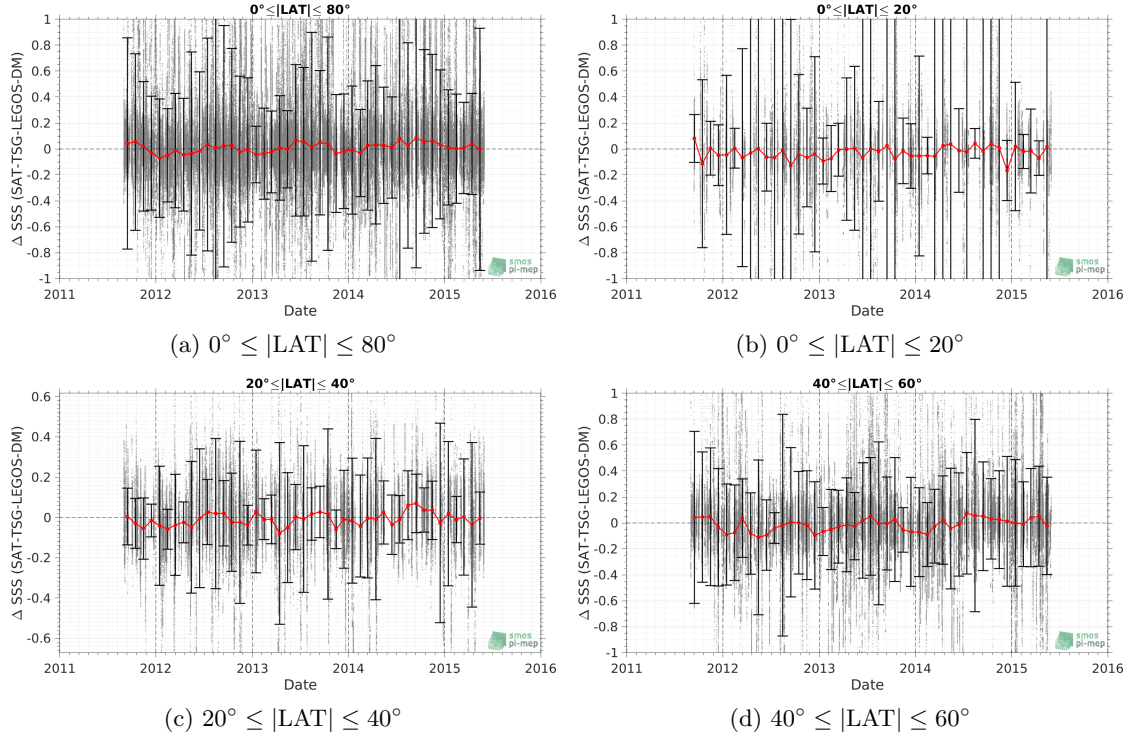 0°≤|LAT|≤ 80°
Δ SSS (SAT-TSG-LEGOS-DM)
1
0.8
0.6
0.4
0.2
0
-0.2
-0.4
-0.6
-0.8
-1
2011 2012 2013 2014 2015 2016
Date
smos
pi-mep
(a) 0° ≤ |LAT| ≤ 80°
0°≤|LAT|≤ 20°
Δ SSS (SAT-TSG-LEGOS-DM)
1
0.8
0.6
0.4
0.2
0
-0.2
-0.4
-0.6
-0.8
-1
2011 2012 2013 2014 2015 2016
Date
smos
pi-mep
(b) 0° ≤ |LAT| ≤ 20°
20°≤|LAT|≤ 40°
Δ SSS (SAT-TSG-LEGOS-DM)
0.6
0.4
0.2
0
-0.2
-0.4
-0.6
2011 2012 2013 2014 2015 2016
Date
smos
pi-mep
(c) 20° ≤ |LAT| ≤ 40°
40°≤|LAT|≤ 60°
Δ SSS (SAT-TSG-LEGOS-DM)
1
0.8
0.6
0.4
0.2
0
-0.2
-0.4
-0.6
-0.8
-1
2011 2012 2013 2014 2015 2016
Date
smos
pi-mep
(d) 40° ≤ |LAT| ≤ 60°